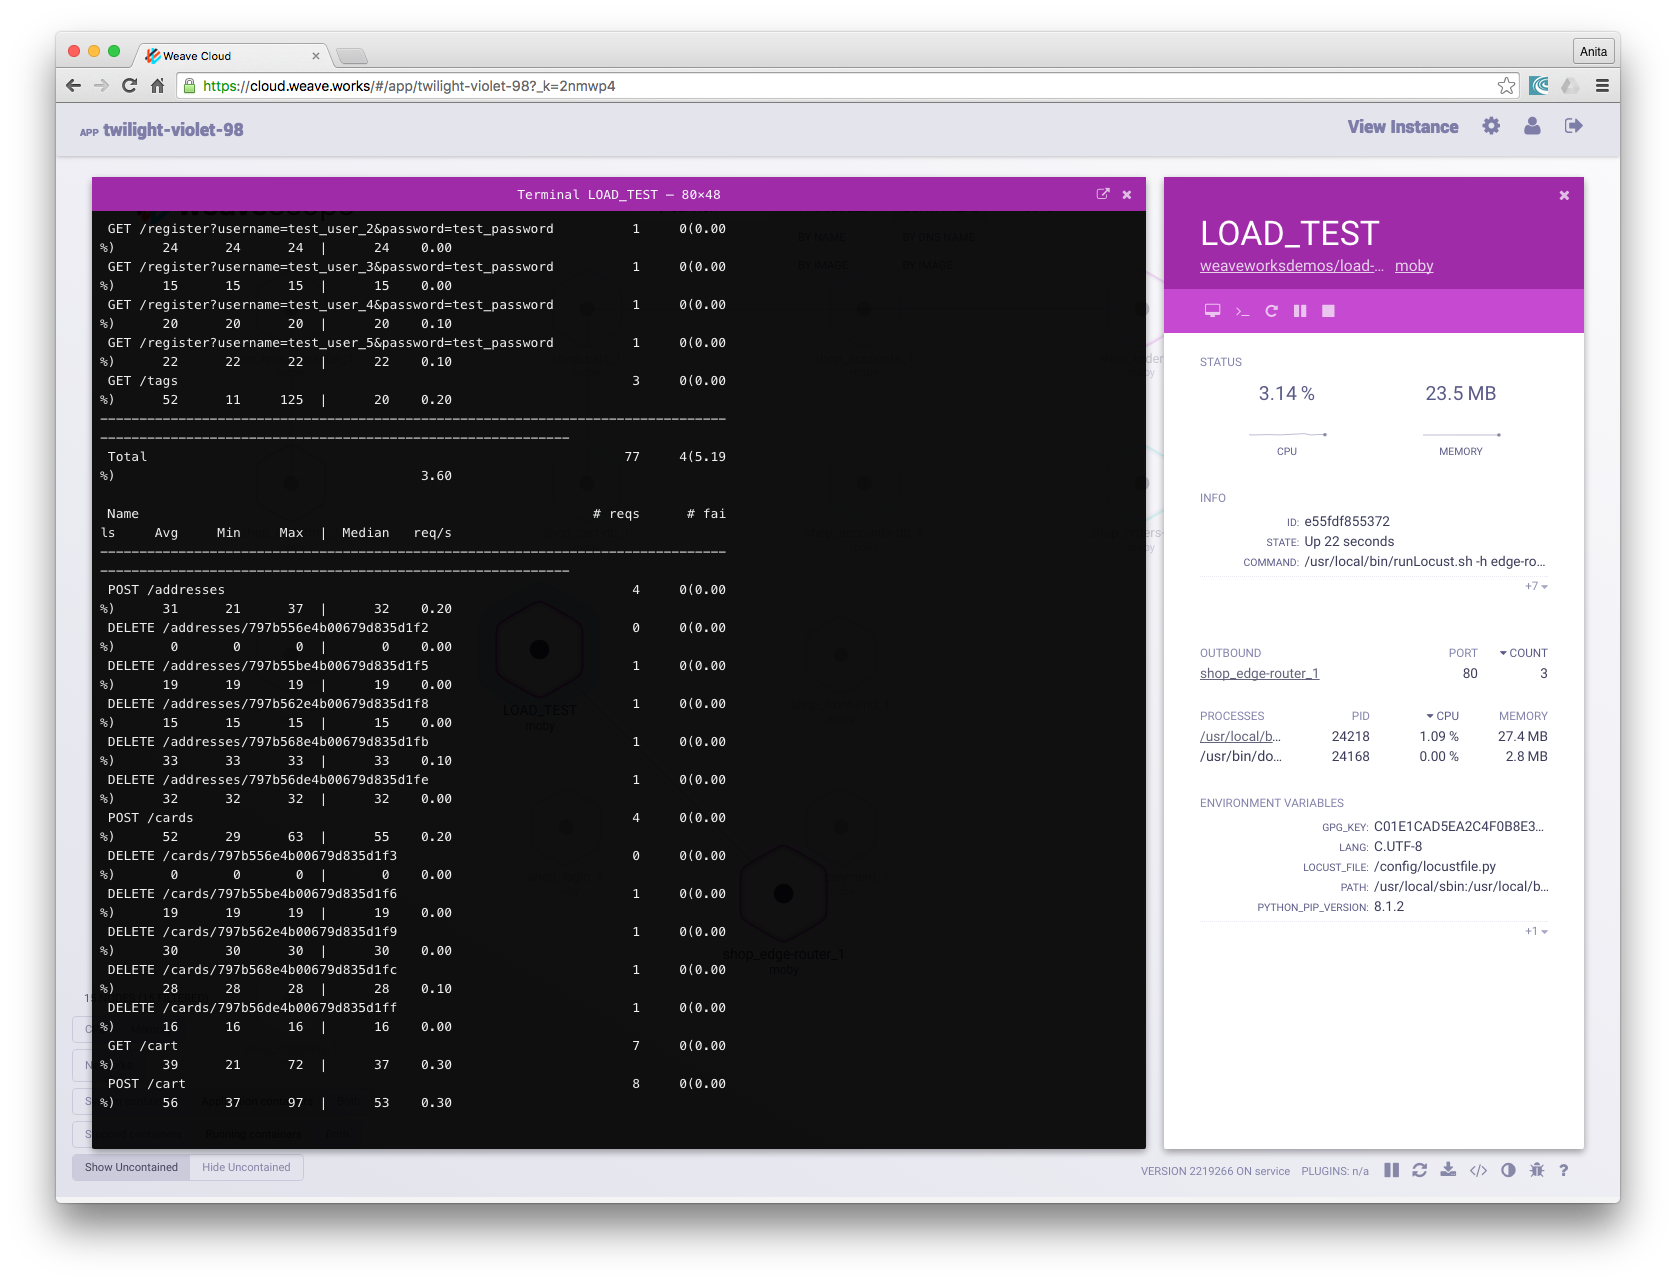 Weave Cloud
Anita
https://cloud.weave.works/#/app/twilight-violet-98?_k=2nmwp4
APP twilight-violet-98
View Instance
Terminal LOAD_TEST — 80×48
GET /register?username=test_user_2&password=test_password 1 0(0.00
%) 24 24 24 | 24 0.00
GET /register?username=test_user_3&password=test_password 1 0(0.00
%) 15 15 15 | 15 0.00
GET /register?username=test_user_4&password=test_password 1 0(0.00
%) 20 20 20 | 20 0.10
GET /register?username=test_user_5&password=test_password 1 0(0.00
%) 22 22 22 | 22 0.10
GET /tags 3 0(0.00
%) 52 11 125 | 20 0.20
--------------------------------------------------------------------------------
------------------------------------------------------------
Total 77 4(5.19
%) 3.60
Name # reqs # fai
ls Avg Min Max | Median req/s
--------------------------------------------------------------------------------
------------------------------------------------------------
POST /addresses 4 0(0.00
%) 31 21 37 | 32 0.20
DELETE /addresses/797b556e4b00679d835d1f2 0 0(0.00
%) 0 0 0 | 0 0.00
DELETE /addresses/797b55be4b00679d835d1f5 1 0(0.00
%) 19 19 19 | 19 0.00
DELETE /addresses/797b562e4b00679d835d1f8 1 0(0.00
%) 15 15 15 | 15 0.00
DELETE /addresses/797b568e4b00679d835d1fb 1 0(0.00
%) 33 33 33 | 33 0.10
DELETE /addresses/797b56de4b00679d835d1fe 1 0(0.00
%) 32 32 32 | 32 0.00
POST /cards 4 0(0.00
%) 52 29 63 | 55 0.20
DELETE /cards/797b556e4b00679d835d1f3 0 0(0.00
%) 0 0 0 | 0 0.00
DELETE /cards/797b55be4b00679d835d1f6 1 0(0.00
%) 19 19 19 | 19 0.00
DELETE /cards/797b562e4b00679d835d1f9 1 0(0.00
%) 30 30 30 | 30 0.00
DELETE /cards/797b568e4b00679d835d1fc 1 0(0.00
%) 28 28 28 | 28 0.10
DELETE /cards/797b56de4b00679d835d1ff 1 0(0.00
%) 16 16 16 | 16 0.00
GET /cart 7 0(0.00
%) 39 21 72 | 37 0.30
POST /cart 8 0(0.00
%) 56 37 97 | 53 0.30
LOAD_TEST
moby
shop_edge-router_1
moby
Show Uncontained Hide Uncontained
LOAD_TEST
weaveworksdemos/load-... moby
STATUS
3.14 % 23.5 MB
CPU MEMORY
INFO
ID: e55fdf855372
STATE: Up 22 seconds
COMMAND: /usr/local/bin/runLocust.sh -h edge-ro...
+7
OUTBOUND PORT COUNT
shop_edge-router_1 80 3
PROCESSES PID CPU MEMORY
/usr/local/b... 24218 1.09 % 27.4 MB
/usr/bin/do... 24168 0.00 % 2.8 MB
ENVIRONMENT VARIABLES
GPG_KEY: C01E1CAD5EA2C4F0B8E3...
LANG: C.UTF-8
LOCUST_FILE: /config/locustfile.py
PATH: /usr/local/sbin:/usr/local/b...
PYTHON_PIP_VERSION: 8.1.2
+1
VERSION 2219266 ON service PLUGINS: n/a